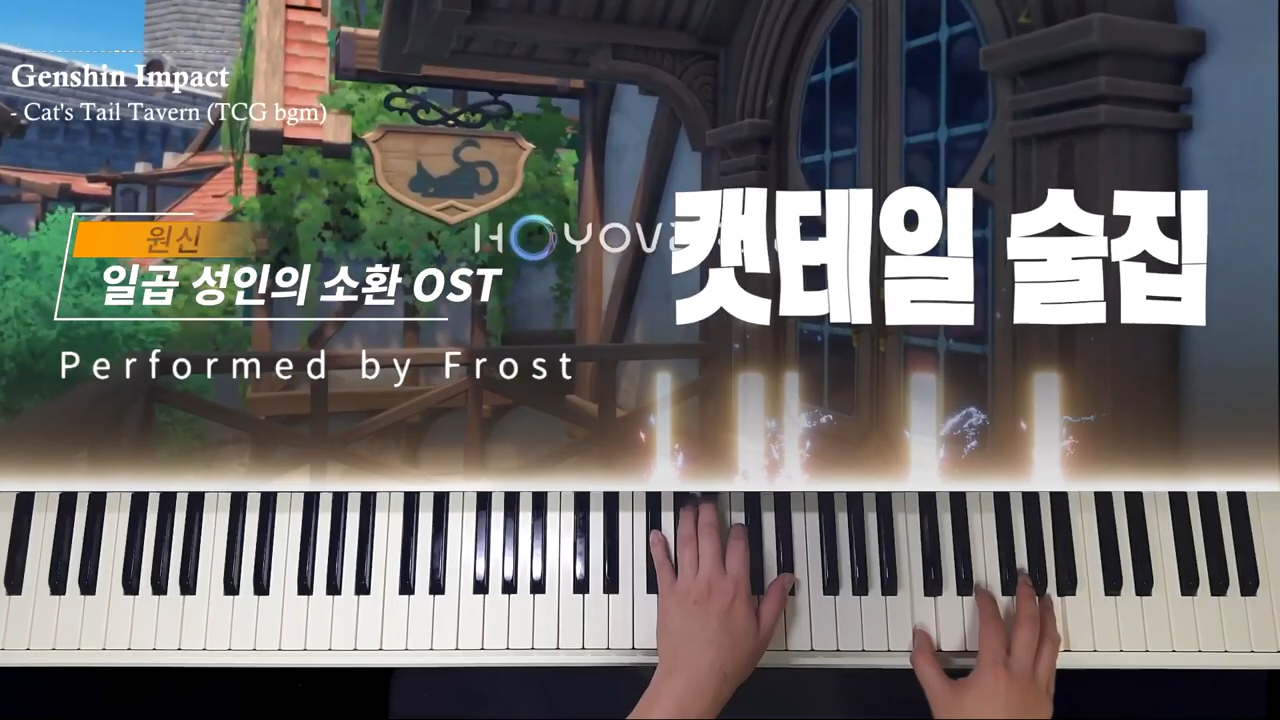 Genshin Impact
- Cat's Tail Tavern (TCG bgm)
원신
일곱 성인의 소환 OST
Performed by Frost
HOYOV
캣테일 술집